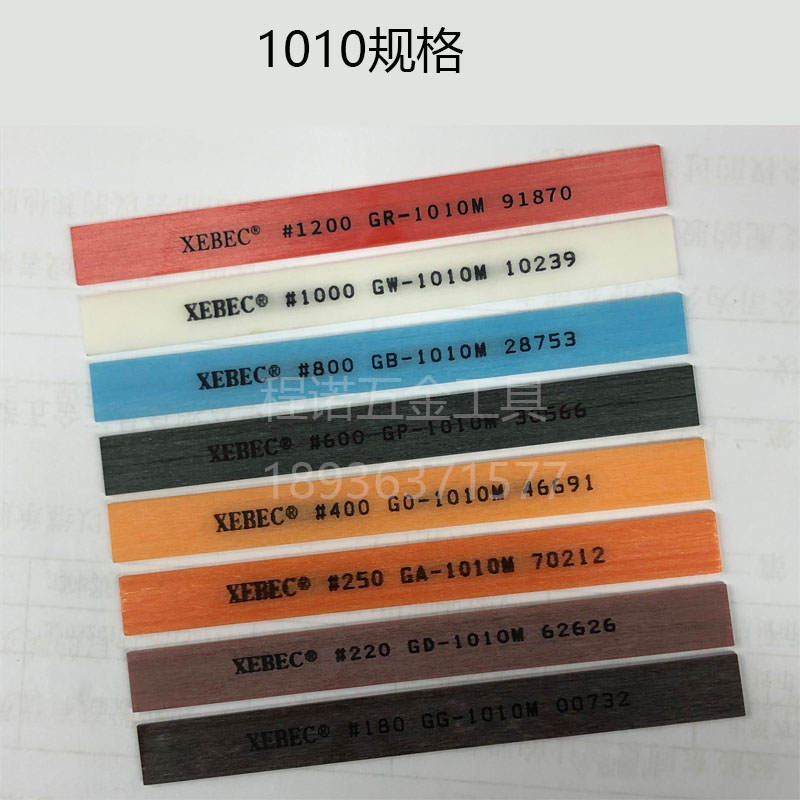 1010规格
XEBEC® #1200 GR-1010M 91870
XEBEC® #1000 GW-1010M 10239
XEBEC® #800 GB-1010M 28753
程诺五金工具
XEBEC® #600 GP-1010M
18936371577
XEBEC® #400 GO-1010M 46691
XEBEC® #250 GA-1010M 70212
XEBEC® #220 GD-1010M 62626
XEBEC® #180 GG-1010M 00732